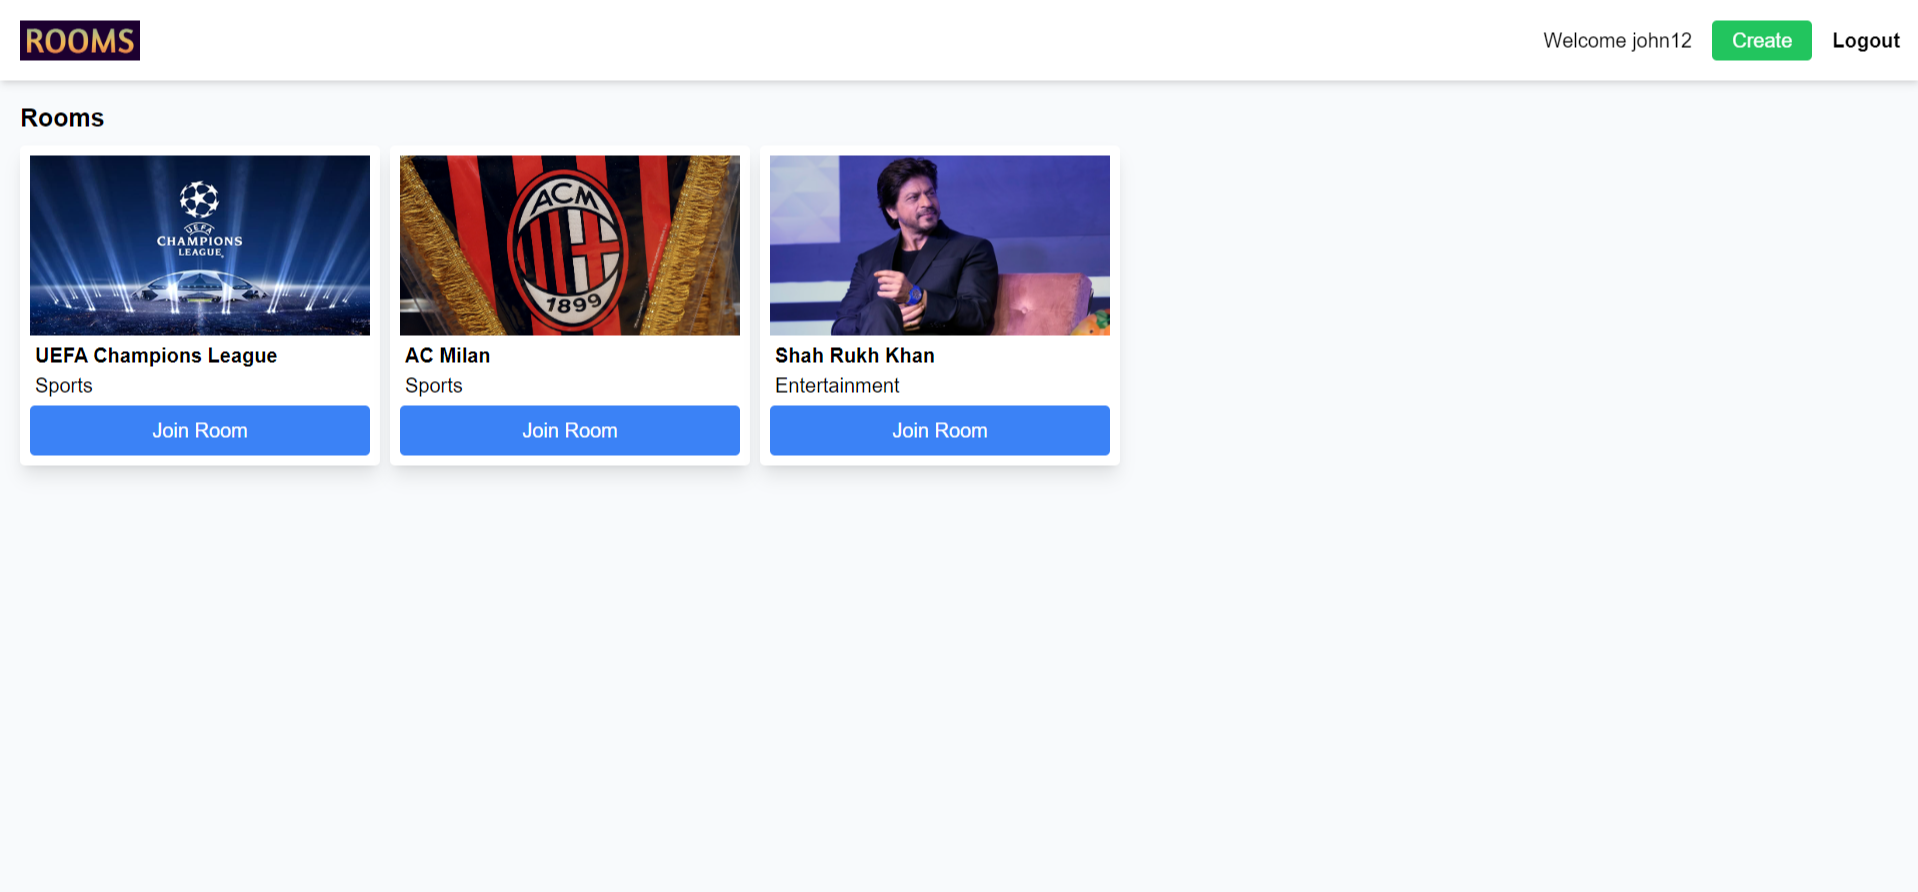 ROOMS
Welcome john12
Create
Logout
Rooms
UEFA
CHAMPIONS
LEAGUE
UEFA Champions League
Sports
Join Room
ACM
1899
AC Milan
Sports
Join Room
Shah Rukh Khan
Entertainment
Join Room